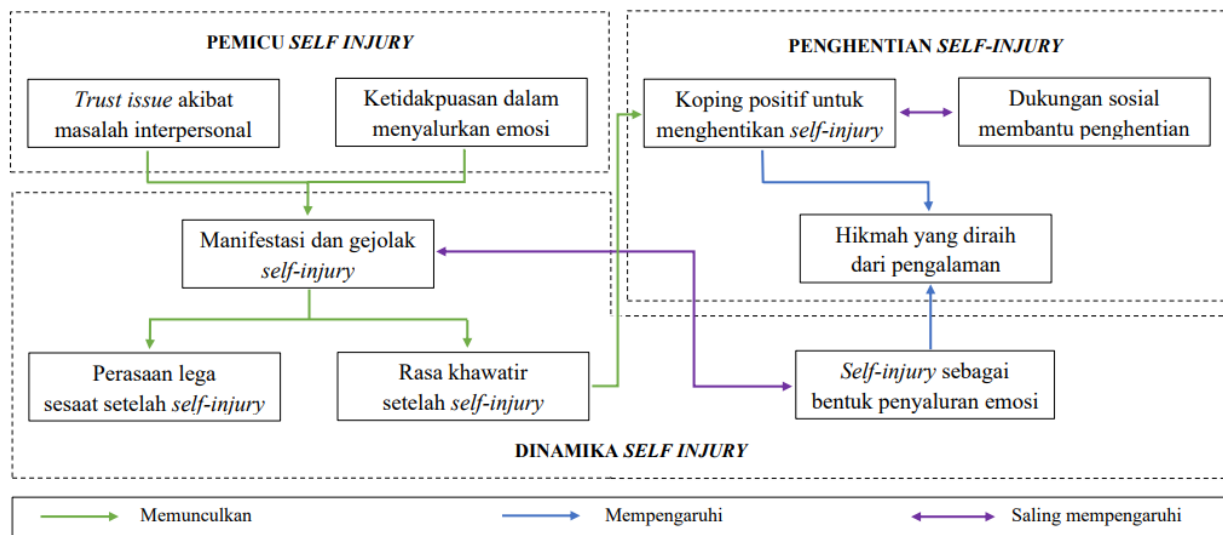 PEMICU SELF INJURY
Trust issue akibat
masalah interpersonal
Ketidakpuasan dalam
menyalurkan emosi
PENGHENTIAN SELF-INJURY
Koping positif untuk
menghentikan self-injury
Dukungan sosial
membantu penghentian
Hikmah yang diraih
dari pengalaman
Manifestasi dan gejolak
self-injury
Perasaan lega
sesaat setelah self-injury
Rasa khawatir
setelah self-injury
Self-injury sebagai
bentuk penyaluran emosi
DINAMIKA SELF INJURY
Memunculkan
Mempengaruhi
Saling mempengaruhi